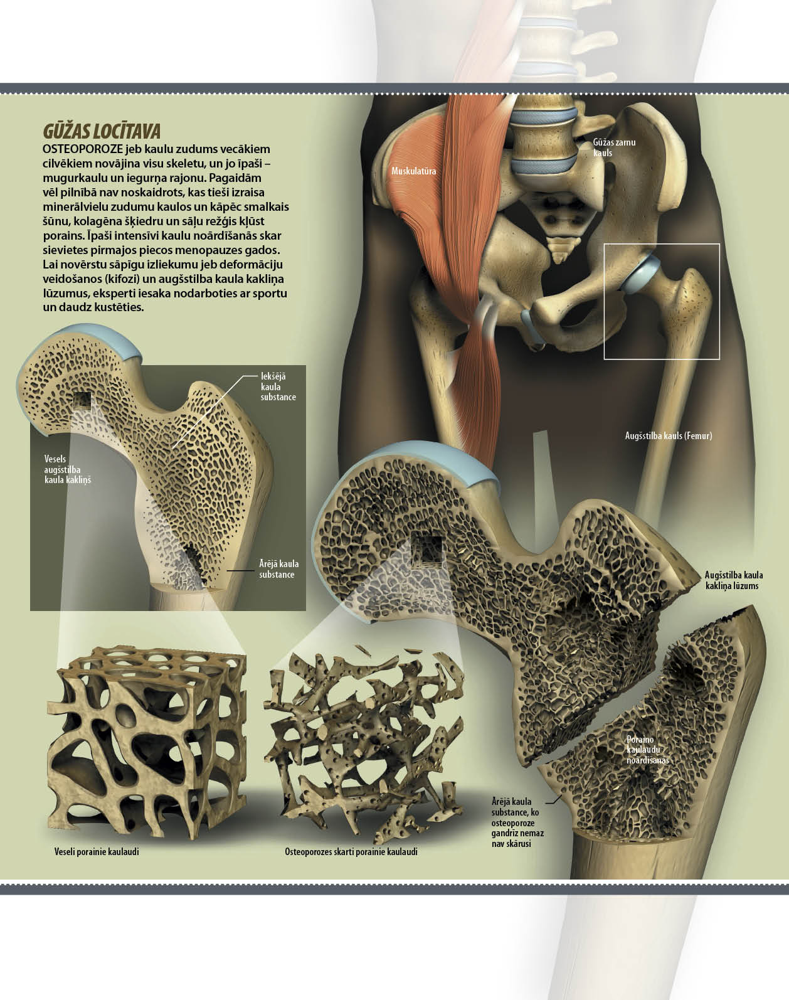 GŪŽAS LOCĪTAVA
OSTEOPOROZE jeb kaulu zudums vecākiem
cilvēkiem novājina visu skeletu, un jo īpaši –
mugurkaulu un iegurņa rajonu. Pagaidām
vēl pilnībā nav noskaidrots, kas tieši izraisa
minerālvielu zudumu kaulos un kāpēc smalkais
šūnu, kolagēna šķiedru un sāļu režģis kļūst
porains. Īpaši intensīvi kaulu noārdīšanās skar
sievietes pirmajos piecos menopauzes gados.
Lai novērstu sāpīgu izliekumu jeb deformāciju
veidošanos (kifozi) un augšstilba kaula kakliņa
lūzumus, eksperti iesaka nodarboties ar sportu
un daudz kustēties.
Gūžas zarnu
kauls
Muskulatūra
Iekšējā
kaula
substance
Vesels
augšstilba
kaula kakliņš
Ārējā kaula
substance
Augšstilba kauls (Femur)
Augšstilba kaula
kakliņa lūzums
Poraino
kaulaudu
noārdīšanās
Ārējā kaula
substance, ko
osteoporoze
gandrīz nemaz
nav skārusi
Veseli porainie kaulaudi
Osteoporozes skarti porainie kaulaudi